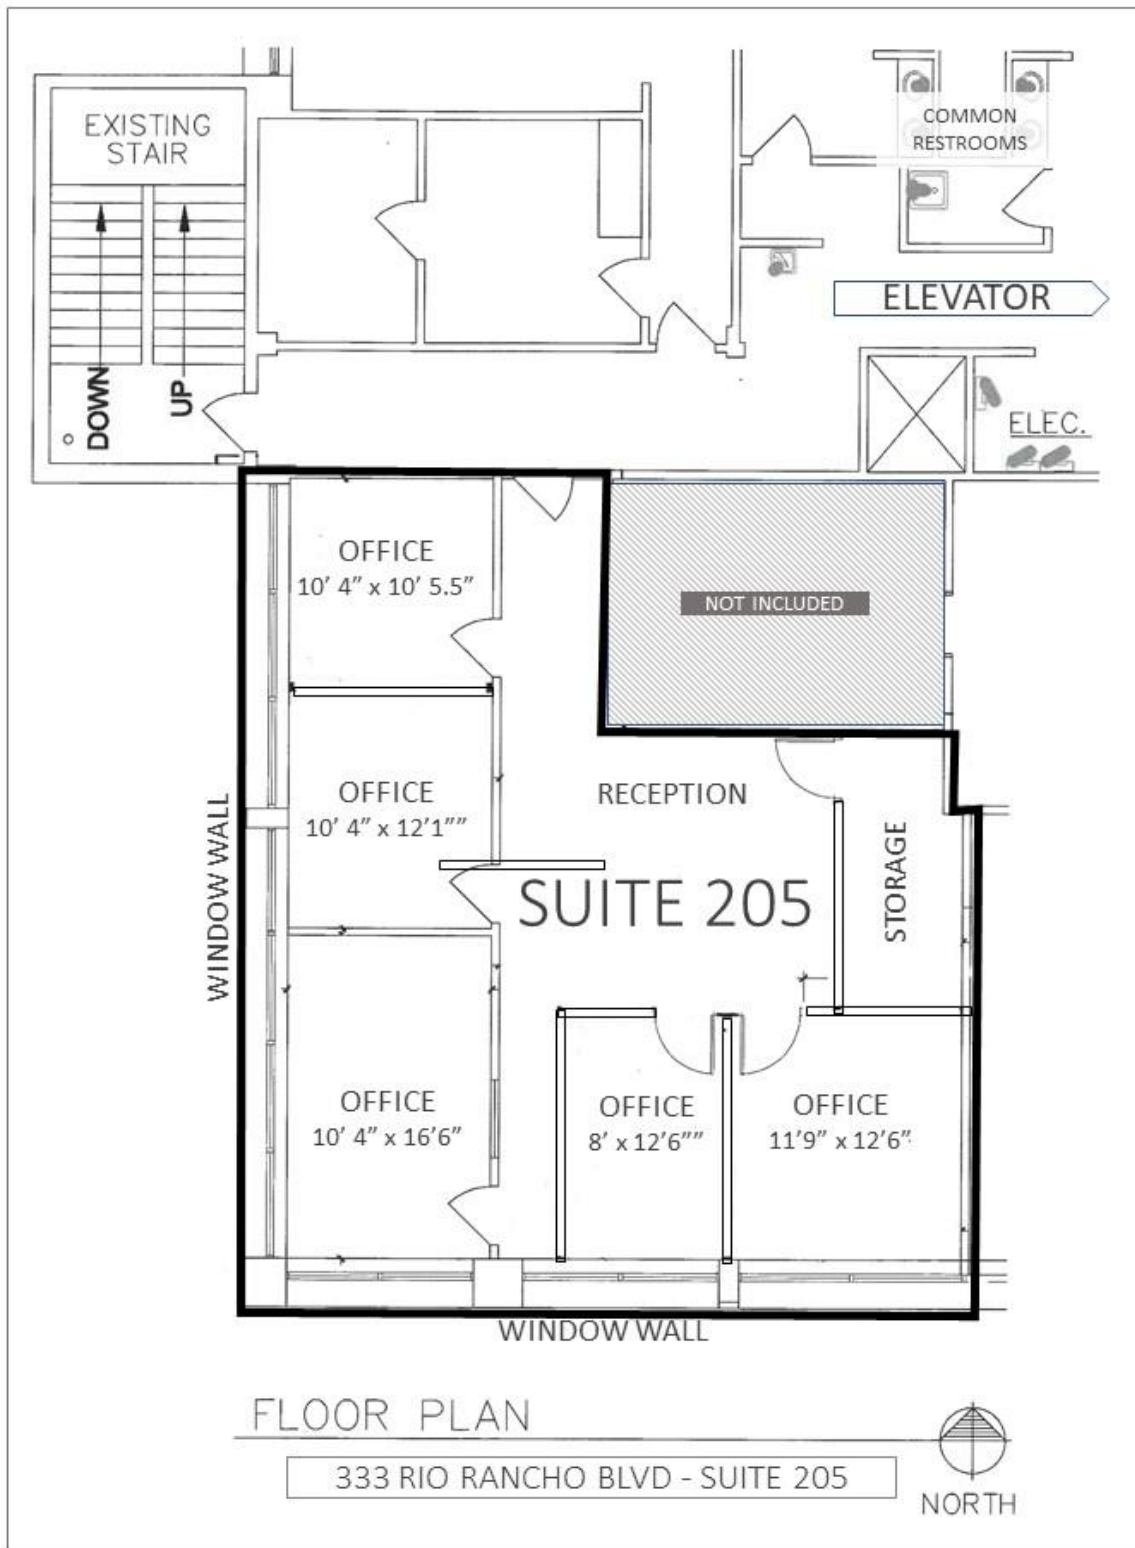 EXISTING
STAIR
COMMON
RESTROOMS
ELEVATOR
DOWN
UP
ELEC.
OFFICE
10' 4" x 10' 5.5"
NOT INCLUDED
OFFICE
10' 4" x 12'1""
RECEPTION
STORAGE
WINDOW WALL
SUITE 205
OFFICE
10' 4" x 16'6"
OFFICE
8' x 12'6""
OFFICE
11'9" x 12'6"
WINDOW WALL
FLOOR PLAN
333 RIO RANCHO BLVD - SUITE 205
NORTH